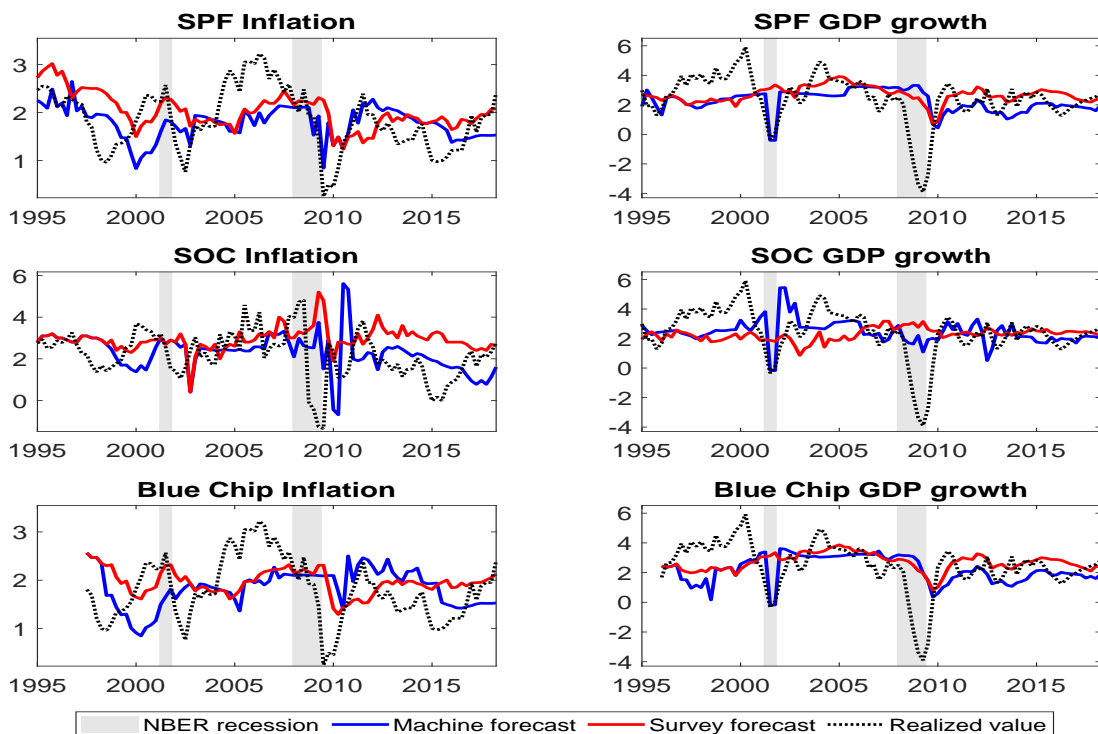 SPF Inflation
3
2
1
1995 2000 2005 2010 2015
SPF GDP growth
6
4
2
0
-2
-4
1995 2000 2005 2010 2015
SOC Inflation
6
4
2
0
1995 2000 2005 2010 2015
SOC GDP growth
6
4
2
0
-2
-4
1995 2000 2005 2010 2015
Blue Chip Inflation
3
2
1
1995 2000 2005 2010 2015
Blue Chip GDP growth
6
4
2
0
-2
-4
1995 2000 2005 2010 2015
NBER recession Machine forecast Survey forecast Realized value